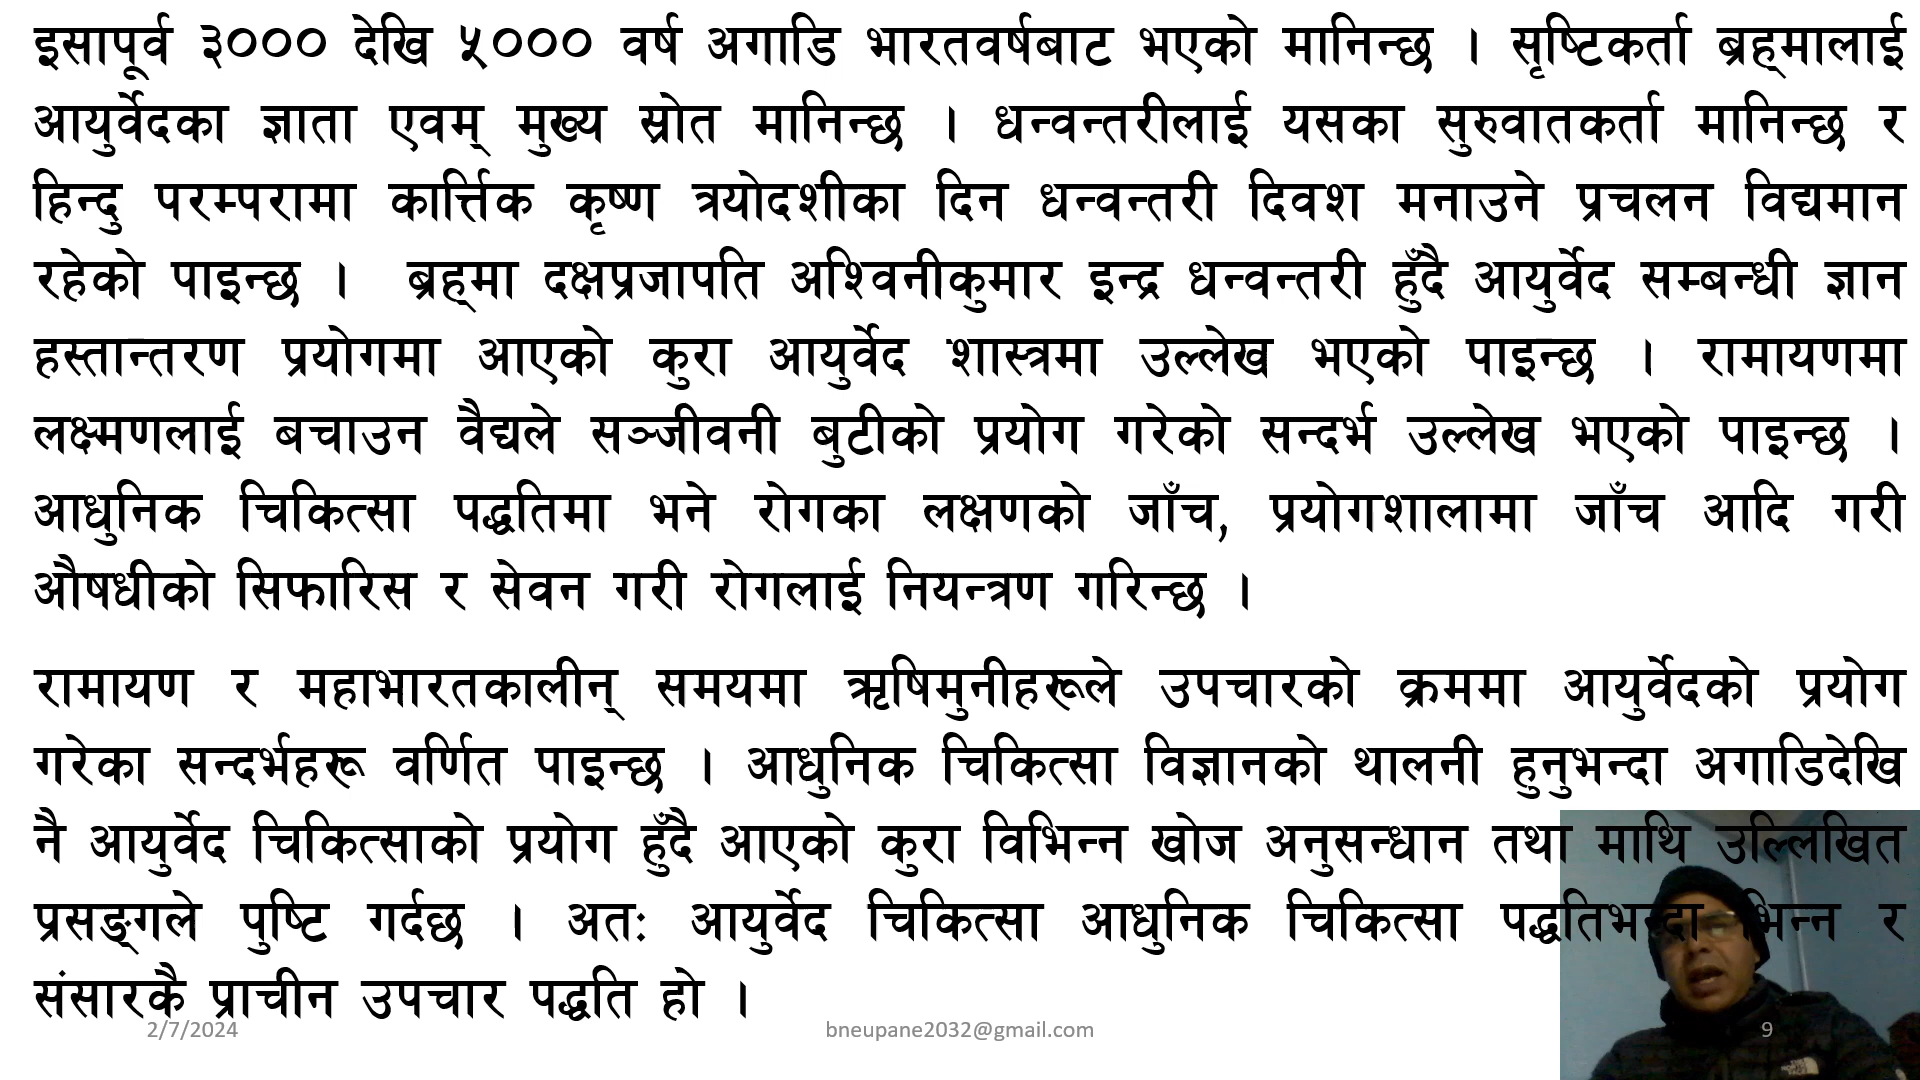 इसापूर्व ३००० देखि ५००० वर्ष अगाडि भारतवर्षबाट भएको मानिन्छ । सृष्टिकर्ता ब्रह्मालाई
आयुर्वेदका ज्ञाता एवम् मुख्य स्रोत मानिन्छ । धन्वन्तरीलाई यसका सुरुवातकर्ता मानिन्छ र
हिन्दु परम्परामा कार्त्तिक कृष्ण त्रयोदशीका दिन धन्वन्तरी दिवश मनाउने प्रचलन विद्यमान
रहेको पाइन्छ । ब्रह्मा दक्षप्रजापति अश्विनीकुमार इन्द्र धन्वन्तरी हुँदै आयुर्वेद सम्बन्धी ज्ञान
हस्तान्तरण प्रयोगमा आएको कुरा आयुर्वेद शास्त्रमा उल्लेख भएको पाइन्छ । रामायणमा
लक्ष्मणलाई बचाउन वैद्यले सञ्जीवनी बुटीको प्रयोग गरेको सन्दर्भ उल्लेख भएको पाइन्छ ।
आधुनिक चिकित्सा पद्धतिमा भने रोगका लक्षणको जाँच, प्रयोगशालामा जाँच आदि गरी
औषधीको सिफारिस र सेवन गरी रोगलाई नियन्त्रण गरिन्छ ।
रामायण र महाभारतकालीन् समयमा ऋषिमुनीहरूले उपचारको क्रममा आयुर्वेदको प्रयोग
गरेका सन्दर्भहरू वर्णित पाइन्छ । आधुनिक चिकित्सा विज्ञानको थालनी हुनुभन्दा अगाडिदेखि
नै आयुर्वेद चिकित्साको प्रयोग हुँदै आएको कुरा विभिन्न खोज अनुसन्धान तथा माथि उल्लिखित
प्रसङ्गले पुष्टि गर्दछ । अतः आयुर्वेद चिकित्सा आधुनिक चिकित्सा पद्धतिभन्दा भिन्न र
संसारकै प्राचीन उपचार पद्धति हो ।
2/7/2024 bneupane2032@gmail.com 9